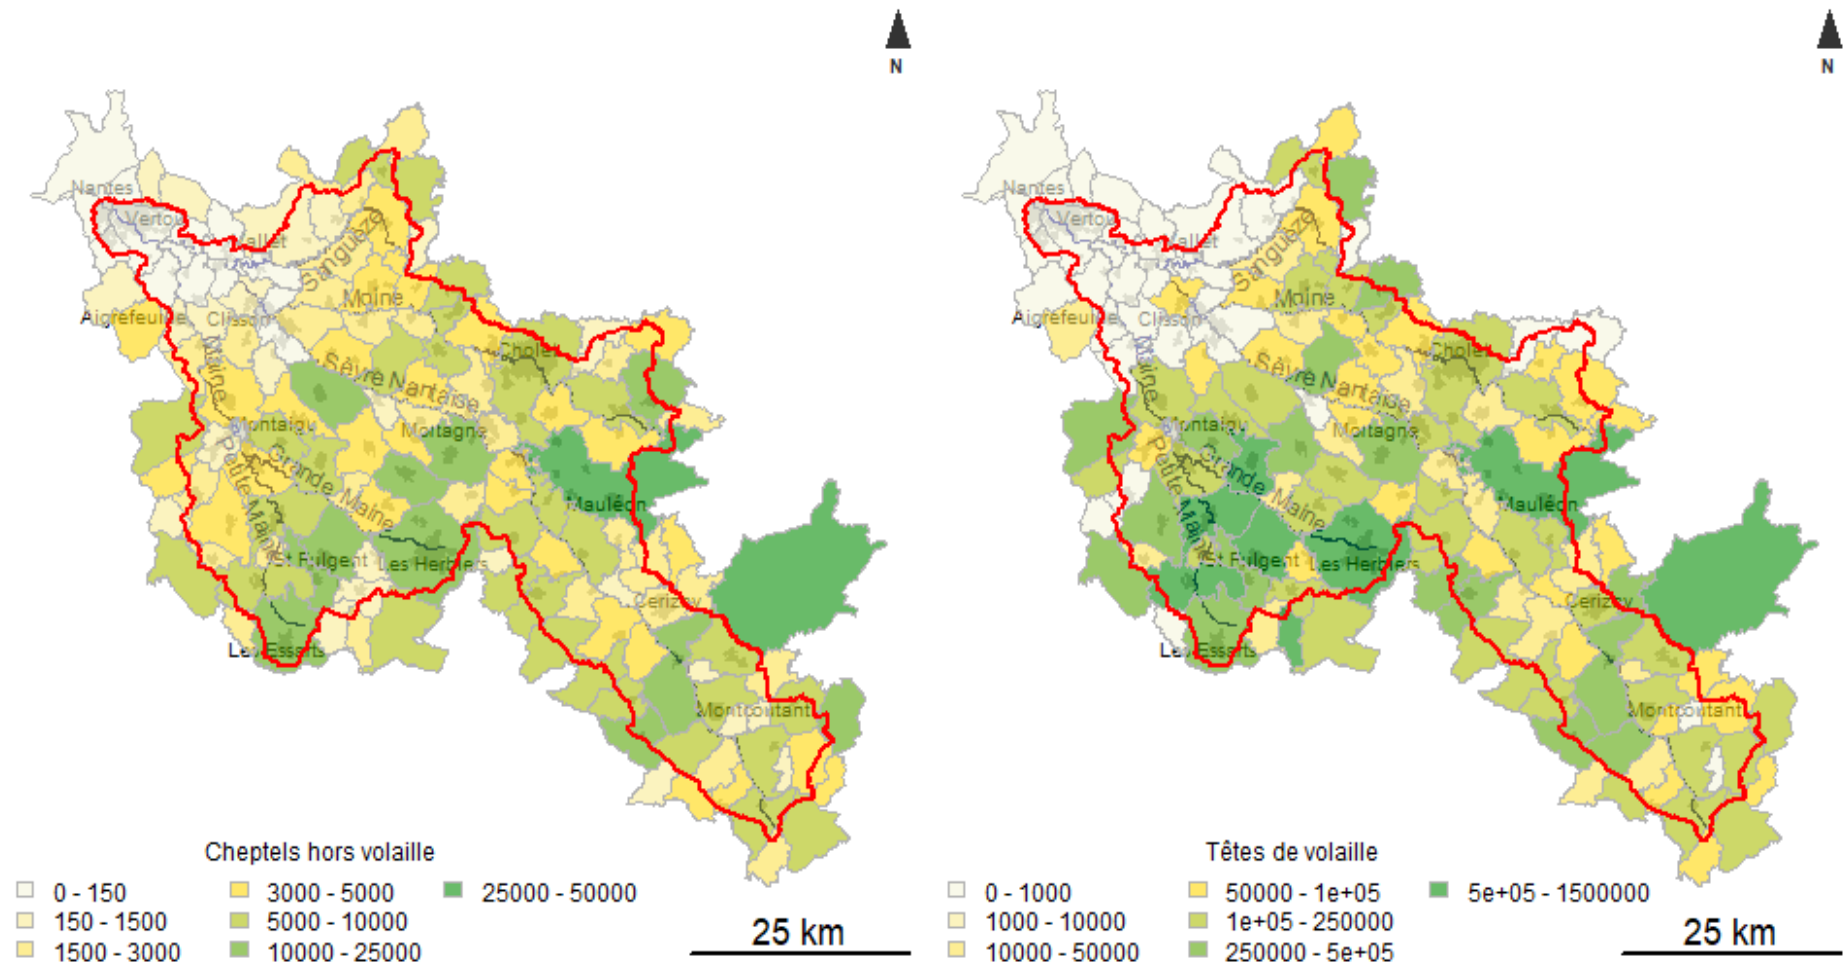 N
Nantes
Vertou
Vallet
Sanguèze
Moine
Aigrefeuille
Clisson
Maine
Cholet
Sèvre Nantaise
Montaigu
Mortagne
Petite Maine
Grande Maine
Mauléon
St Fulgent
Les Herbiers
Cerizay
Les Essarts
Montcoutant
Cheptels hors volaille
0 - 150
150 - 1500
1500 - 3000
3000 - 5000
5000 - 10000
10000 - 25000
25000 - 50000
25 km
N
Nantes
Vertou
Vallet
Sanguèze
Moine
Aigrefeuille
Clisson
Maine
Cholet
Sèvre Nantaise
Montaigu
Mortagne
Petite Maine
Grande Maine
Mauléon
St Fulgent
Les Herbiers
Cerizay
Les Essarts
Montcoutant
Têtes de volaille
0 - 1000
1000 - 10000
10000 - 50000
50000 - 1e+05
1e+05 - 250000
250000 - 5e+05
5e+05 - 1500000
25 km